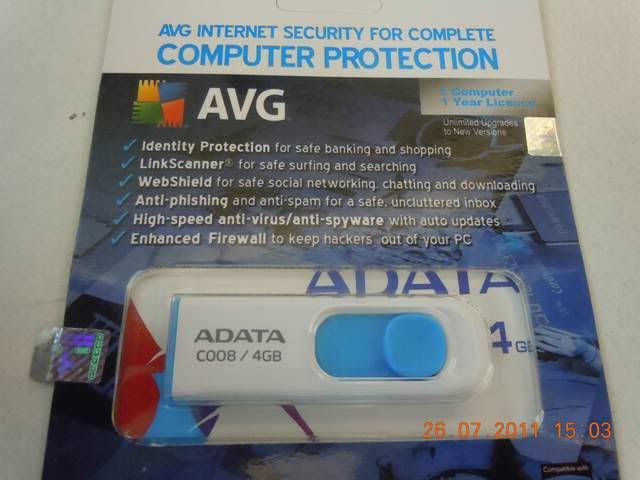 AVG INTERNET SECURITY FOR COMPLETE
COMPUTER PROTECTION
AVG
1 Computer
1 Year Licence
Unlimited Upgrades
to New Versions
✓ Identity Protection for safe banking and shopping
✓ LinkScanner® for safe surfing and searching
✓ WebShield for safe social networking, chatting and downloading
✓ Anti-phishing and anti-spam for a safe, uncluttered inbox
✓ High-speed anti-virus/anti-spyware with auto updates
✓ Enhanced Firewall to keep hackers out of your PC
ADATA
ADATA
C008 / 4GB
4GB
26.07.2011 15:03
Compatible with